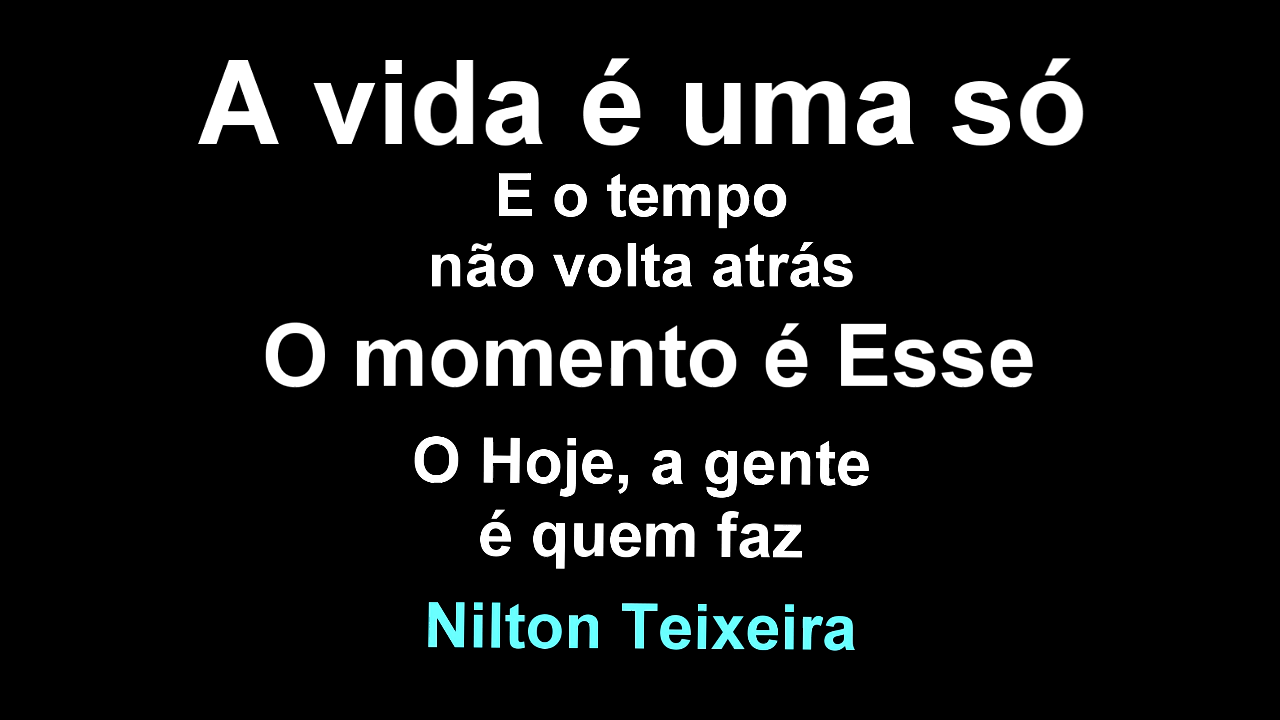 A vida é uma só
E o tempo
não volta atrás
O momento é Esse
O Hoje, a gente
é quem faz
Nilton Teixeira